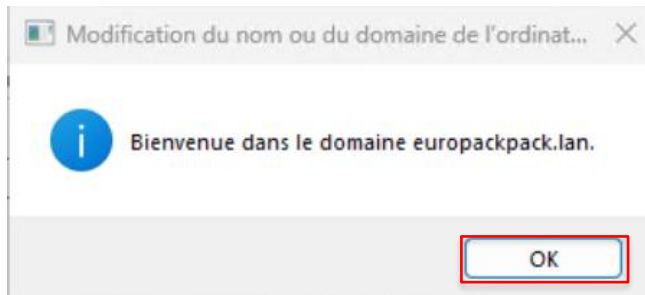 Modification du nom ou du domaine de l'ordinat...
Bienvenue dans le domaine europackpack.lan.
OK